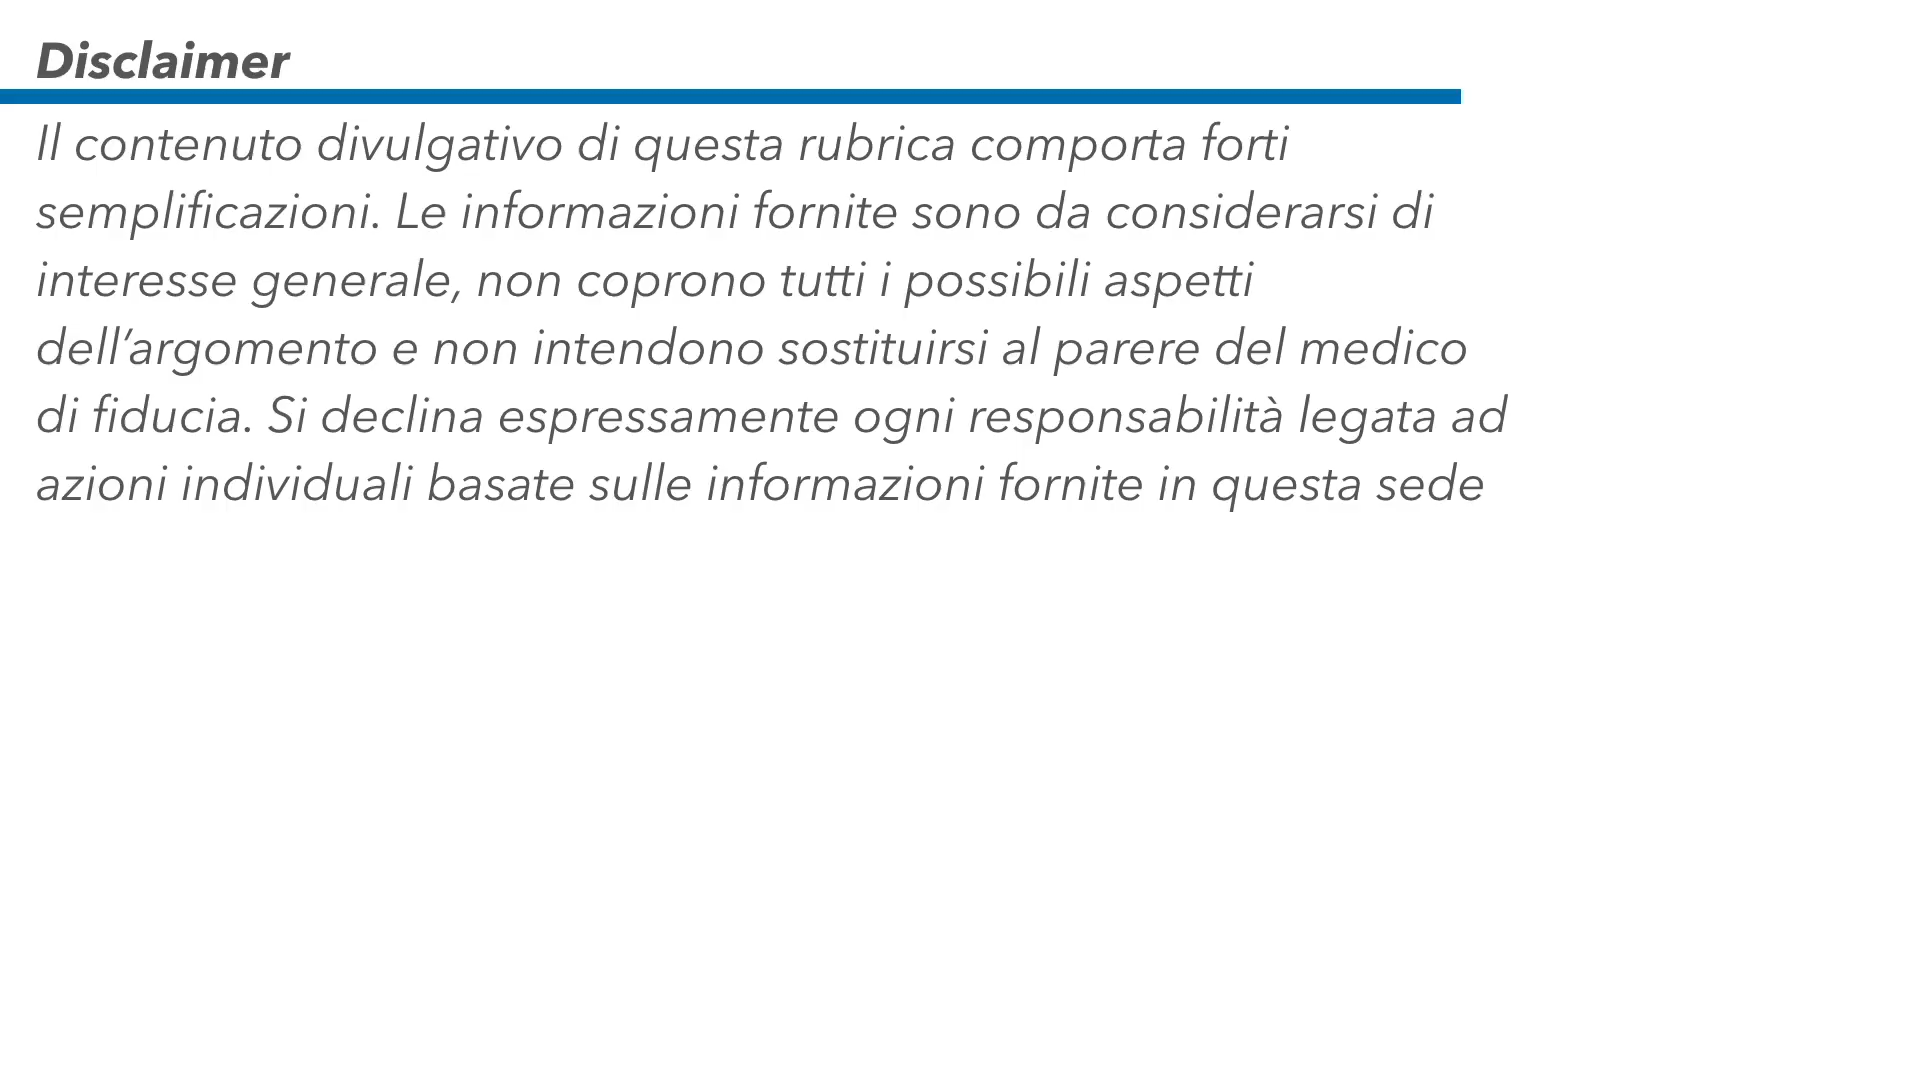 Disclaimer
Il contenuto divulgativo di questa rubrica comporta forti
semplificazioni. Le informazioni fornite sono da considerarsi di
interesse generale, non coprono tutti i possibili aspetti
dell’argomento e non intendono sostituirsi al parere del medico
di fiducia. Si declina espressamente ogni responsabilità legata ad
azioni individuali basate sulle informazioni fornite in questa sede